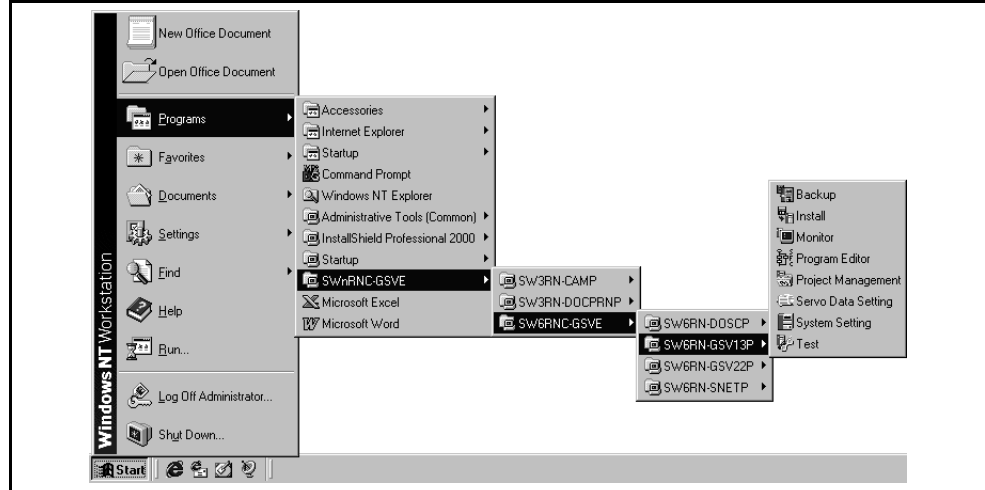 New Office Document
Open Office Document
Programs
Favorites
Documents
Settings
Find
Help
Run...
Log Off Administrator...
Shut Down...
Windows NT Workstation
Accessories
Internet Explorer
Startup
Command Prompt
Windows NT Explorer
Administrative Tools (Common)
InstallShield Professional 2000
Startup
SWnRNC-GSVE
Microsoft Excel
Microsoft Word
SW3RN-CAMP
SW3RN-DOCPRNP
SW6RNC-GSVE
SW6RN-DOSCP
SW6RN-GSV13P
SW6RN-GSV22P
SW6RN-SNETP
Backup
Install
Monitor
Program Editor
Project Management
Servo Data Setting
System Setting
Test
Start